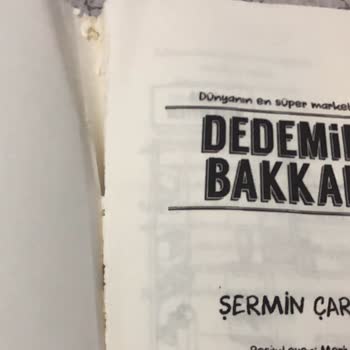 Dünyanın en süper market
DEDEMİ
BAKKA
ŞERMİN ÇAR